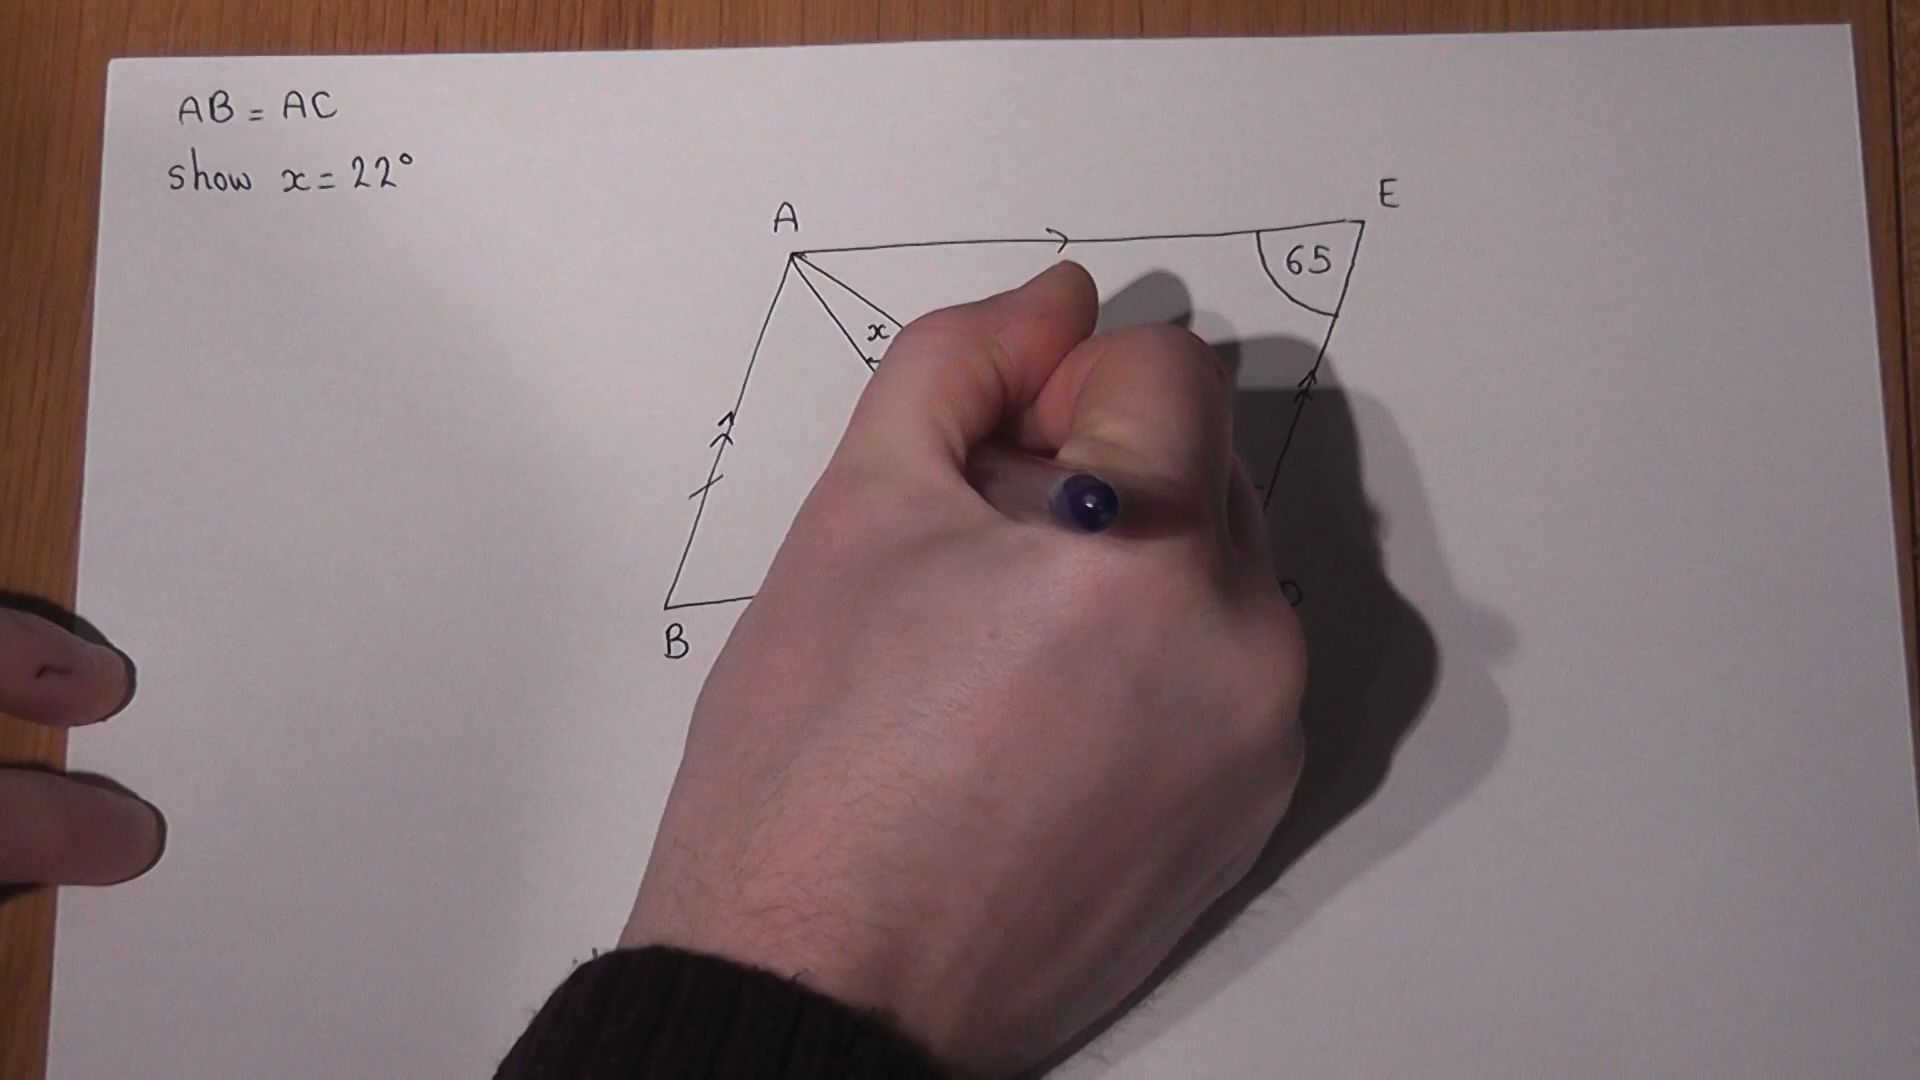 AB = AC
show x = 22°
E
A
65
x
B